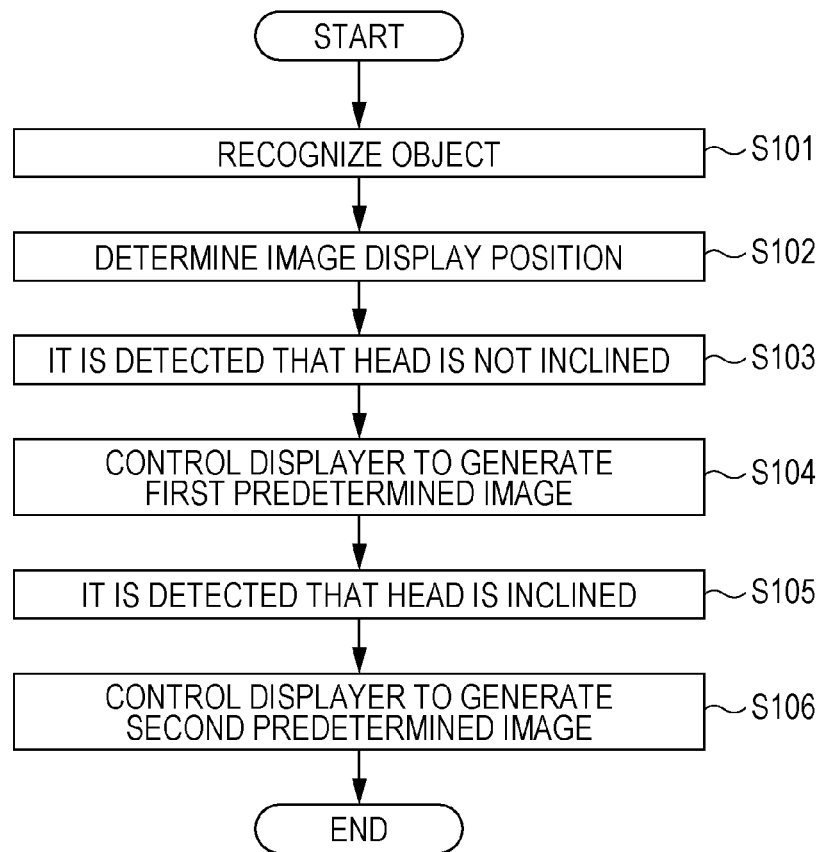 START
RECOGNIZE OBJECT
S101
DETERMINE IMAGE DISPLAY POSITION
S102
IT IS DETECTED THAT HEAD IS NOT INCLINED
S103
CONTROL DISPLAYER TO GENERATE
FIRST PREDETERMINED IMAGE
S104
IT IS DETECTED THAT HEAD IS INCLINED
S105
CONTROL DISPLAYER TO GENERATE
SECOND PREDETERMINED IMAGE
S106
END